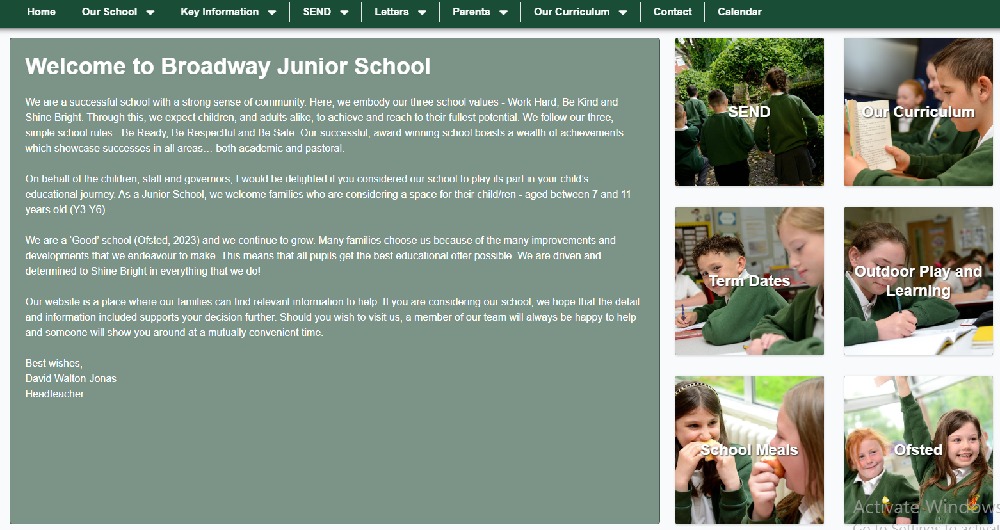 Home Our School Key Information SEND Letters Parents Our Curriculum Contact Calendar
Welcome to Broadway Junior School
We are a successful school with a strong sense of community. Here, we embody our three school values - Work Hard, Be Kind and
Shine Bright. Through this, we expect children, and adults alike, to achieve and reach to their fullest potential. We follow our three,
simple school rules - Be Ready, Be Respectful and Be Safe. Our successful, award-winning school boasts a wealth of achievements
which showcase successes in all areas… both academic and pastoral.
On behalf of the children, staff and governors, I would be delighted if you considered our school to play its part in your child’s
educational journey. As a Junior School, we welcome families who are considering a space for their child/ren - aged between 7 and 11
years old (Y3-Y6).
We are a ‘Good’ school (Ofsted, 2023) and we continue to grow. Many families choose us because of the many improvements and
developments that we endeavour to make. This means that all pupils get the best educational offer possible. We are driven and
determined to Shine Bright in everything that we do!
Our website is a place where our families can find relevant information to help. If you are considering our school, we hope that the detail
and information included supports your decision further. Should you wish to visit us, a member of our team will always be happy to help
and someone will show you around at a mutually convenient time.
Best wishes,
David Walton-Jonas
Headteacher
SEND
Our Curriculum
Term Dates
Outdoor Play and
Learning
School Meals
Ofsted
Activate Windows
Go to Settings to activat